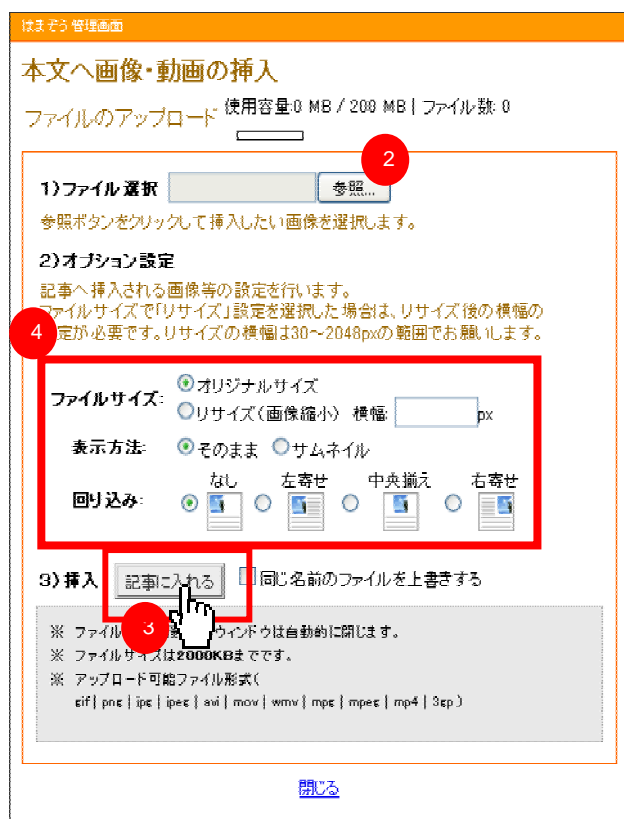 はまぞう管理画面
本文へ画像・動画の挿入
ファイルのアップロード 使用容量:0 MB / 200 MB | ファイル数: 0
2
1)ファイル選択 参照...
参照ボタンをクリックして挿入したい画像を選択します。
2)オプション設定
記事へ挿入される画像等の設定を行います。
ファイルサイズで「リサイズ」設定を選択した場合は、リサイズ後の横幅の
4 定が必要です。リサイズの横幅は30~2048pxの範囲でお願いします。
ファイルサイズ: オリジナルサイズ
リサイズ(画像縮小) 横幅: px
表示方法: そのまま サムネイル
回り込み: なし 左寄せ 中央揃え 右寄せ
3)挿入 記事に入れる 同じ名前のファイルを上書きする
3
※ ファイル ウィンドウは自動的に閉じます。
※ ファイルサイズは2000KBまでです。
※ アップロード可能ファイル形式(
gif | png | jpg | jpeg | avi | mov | wmv | mpg | mpeg | mp4 | 3gp )
閉じる